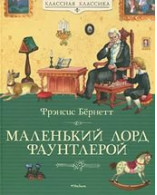 КЛАССНАЯ КЛАССИКА
Фрэнсис Бёрнетт
МАЛЕНЬКИЙ ЛОРД
ФАУНТЛЕРОЙ